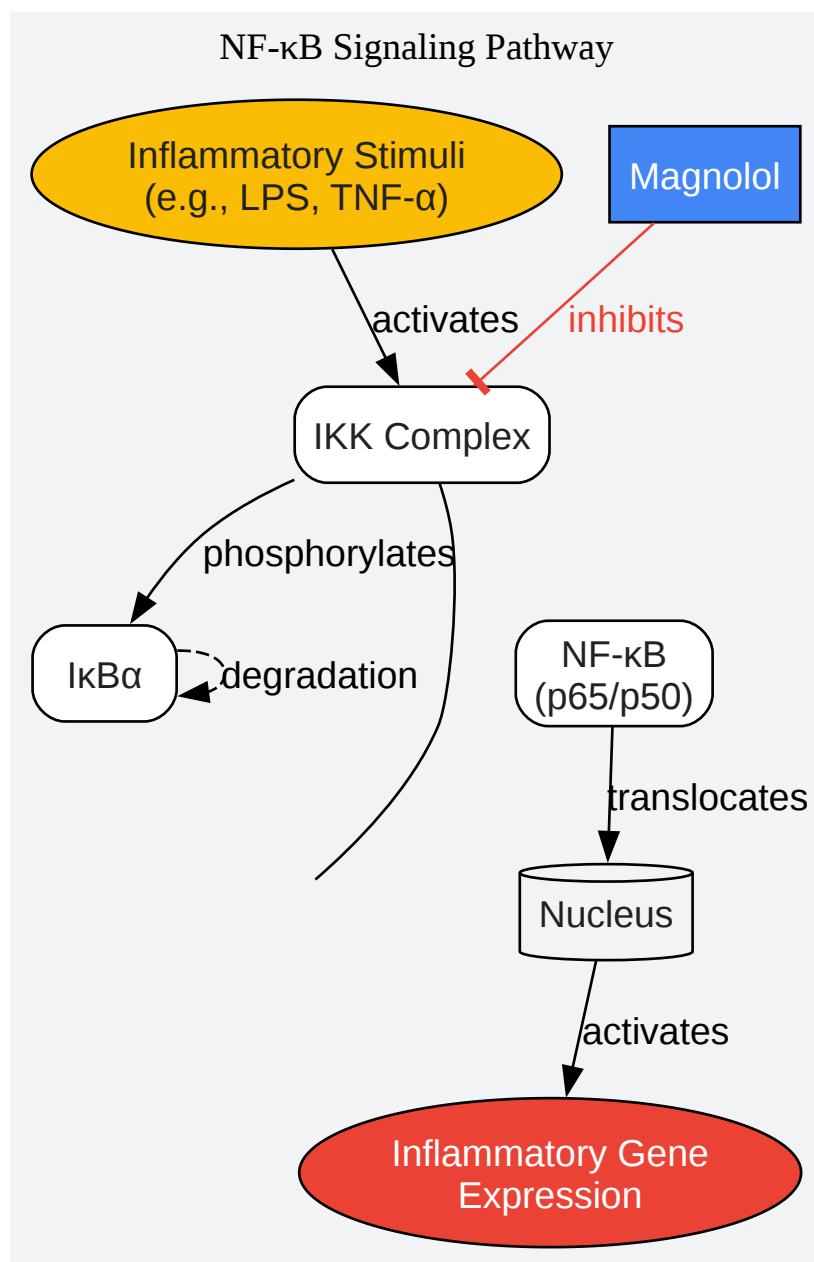 NF-κB Signaling Pathway
Inflammatory Stimuli
(e.g., LPS, TNF-α)
Magnolol
activates
inhibits
IKK Complex
phosphorylates
IκBα
degradation
NF-κB
(p65/p50)
translocates
Nucleus
activates
Inflammatory Gene
Expression